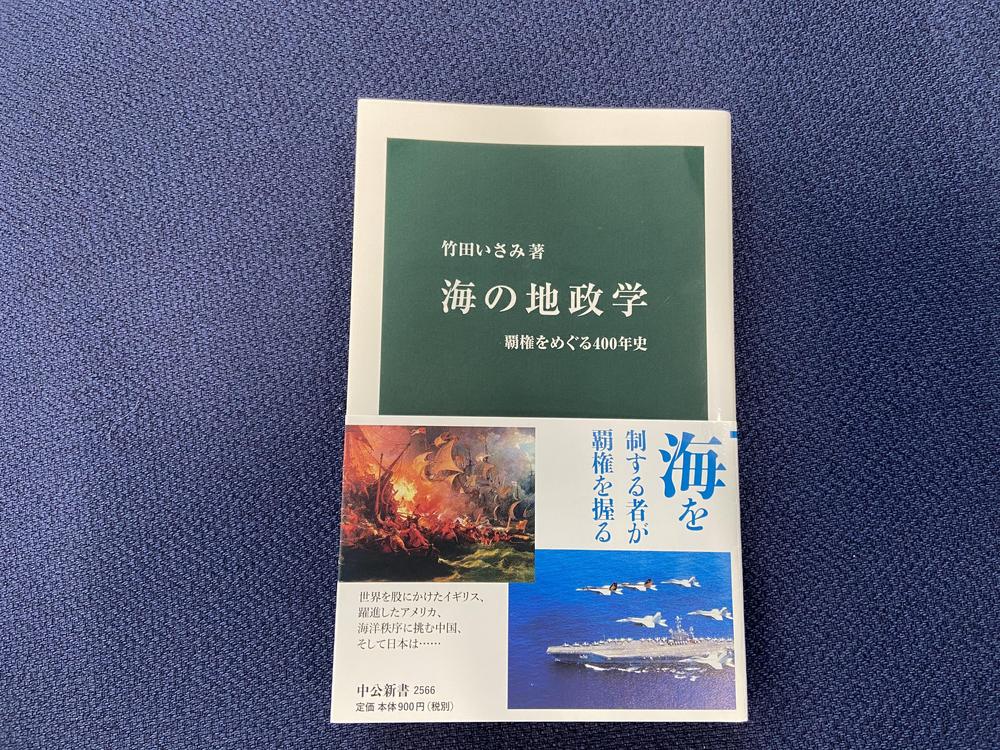 竹田いさみ著
海の地政学
覇権をめぐる400年史
海を
制する者が
覇権を握る
世界を股にかけたイギリス、
躍進したアメリカ、
海洋秩序に挑む中国、
そして日本は……
中公新書 2566
定価 本体900円(税別)